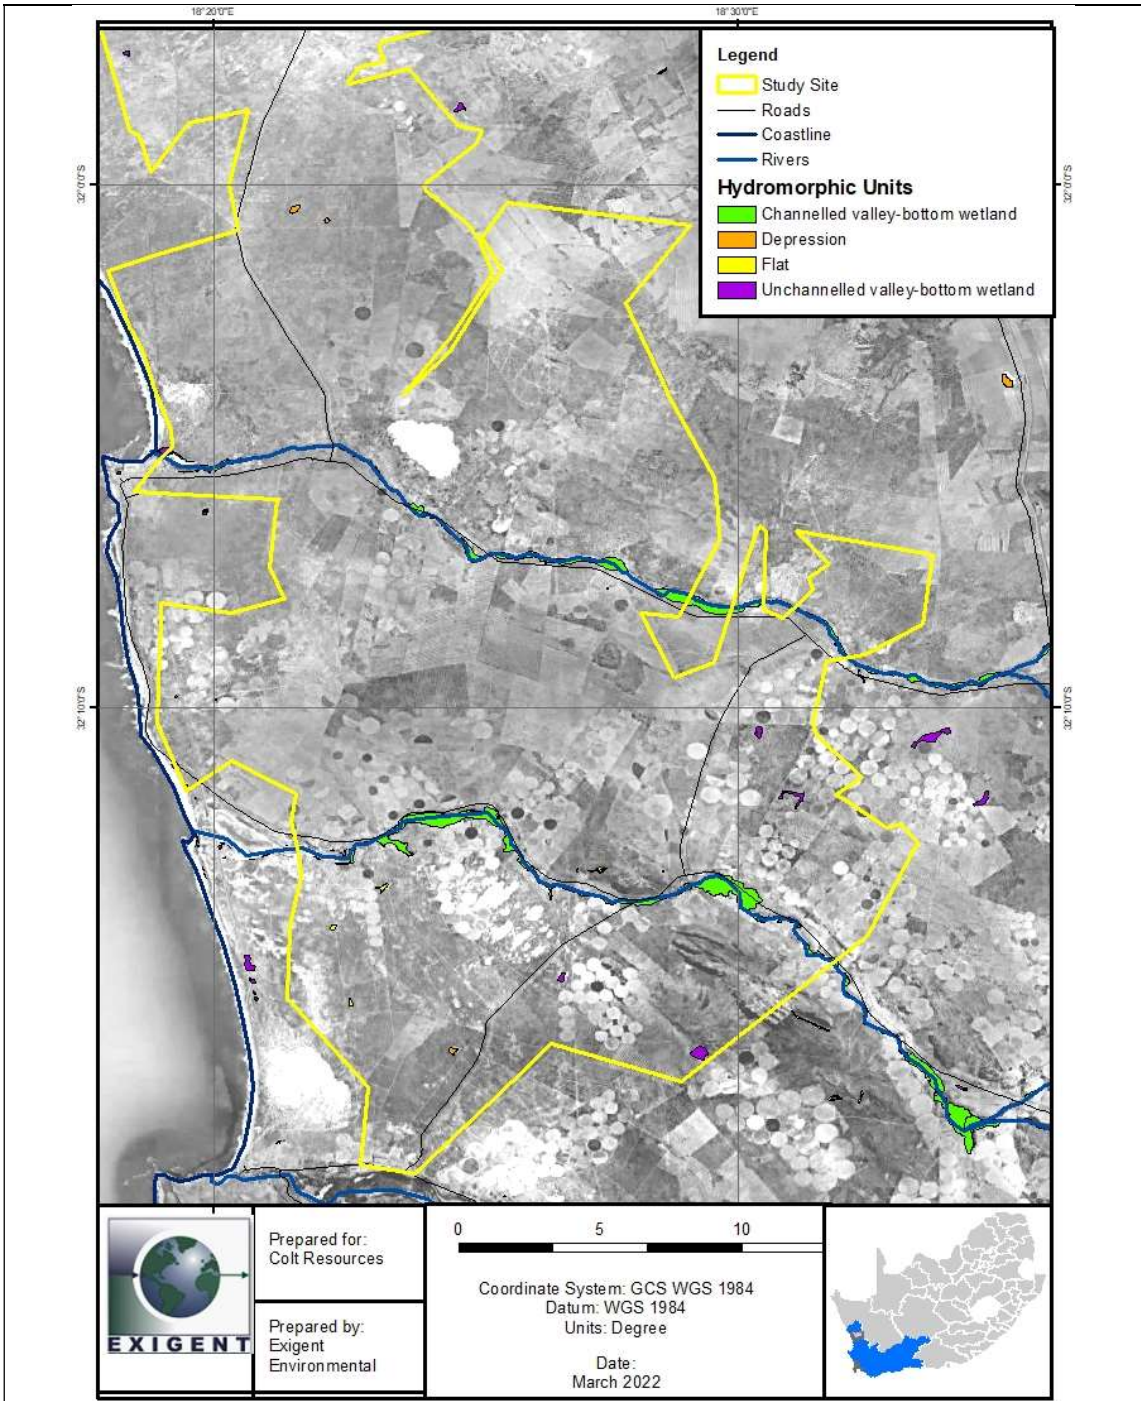 18°20'0"E
18°30'0"E
Legend
Study Site
Roads
Coastline
Rivers
Hydromorphic Units
Channelled valley-bottom wetland
Depression
Flat
Unchannelled valley-bottom wetland
32°0'0"S
32°0'0"S
32°10'0"S
32°10'0"S
EXIGENT
Prepared for:
Colt Resources
Prepared by:
Exigent
Environmental
0 5 10
Coordinate System: GCS WGS 1984
Datum: WGS 1984
Units: Degree
Date:
March 2022